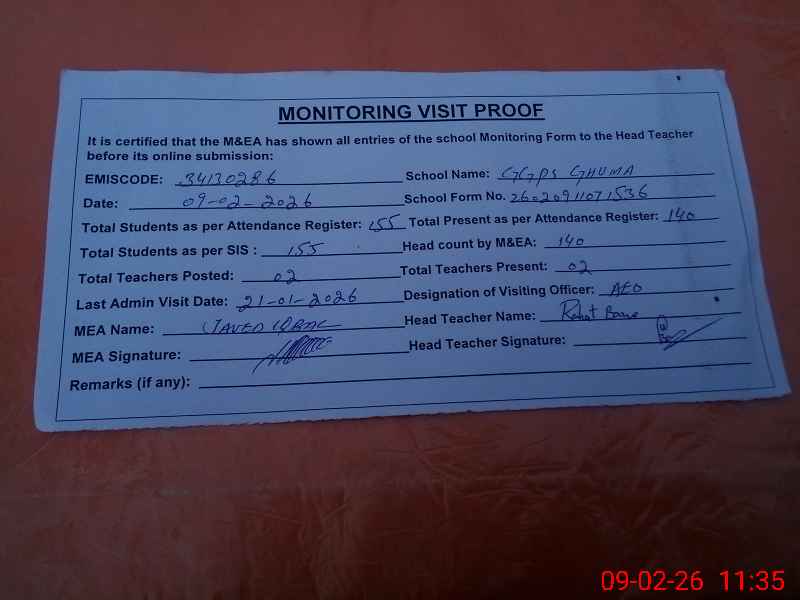 MONITORING VISIT PROOF
It is certified that the M&EA has shown all entries of the school Monitoring Form to the Head Teacher
before its online submission:
EMISCODE: 34130286 School Name: GGPS GHUMA
Date: 09-02-2026 School Form No. 26020911071536
Total Students as per Attendance Register: 155 Total Present as per Attendance Register: 140
Total Students as per SIS : 155 Head count by M&EA: 140
Total Teachers Posted: 02 Total Teachers Present: 02
Last Admin Visit Date: 21-01-2026 Designation of Visiting Officer: AEO
MEA Name: JAVED IQBAL Head Teacher Name: Rahat Bano
MEA Signature: Head Teacher Signature:
Remarks (if any):
09-02-26 11:35